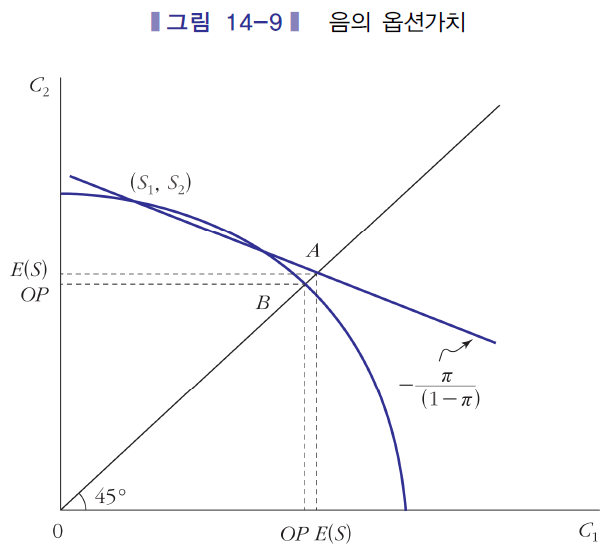 그림 14-9 음의 옵션가치
C₂
(S₁, S₂)
A
E(S)
OP
B
-π/(1-π)
45°
0
OP E(S)
C₁